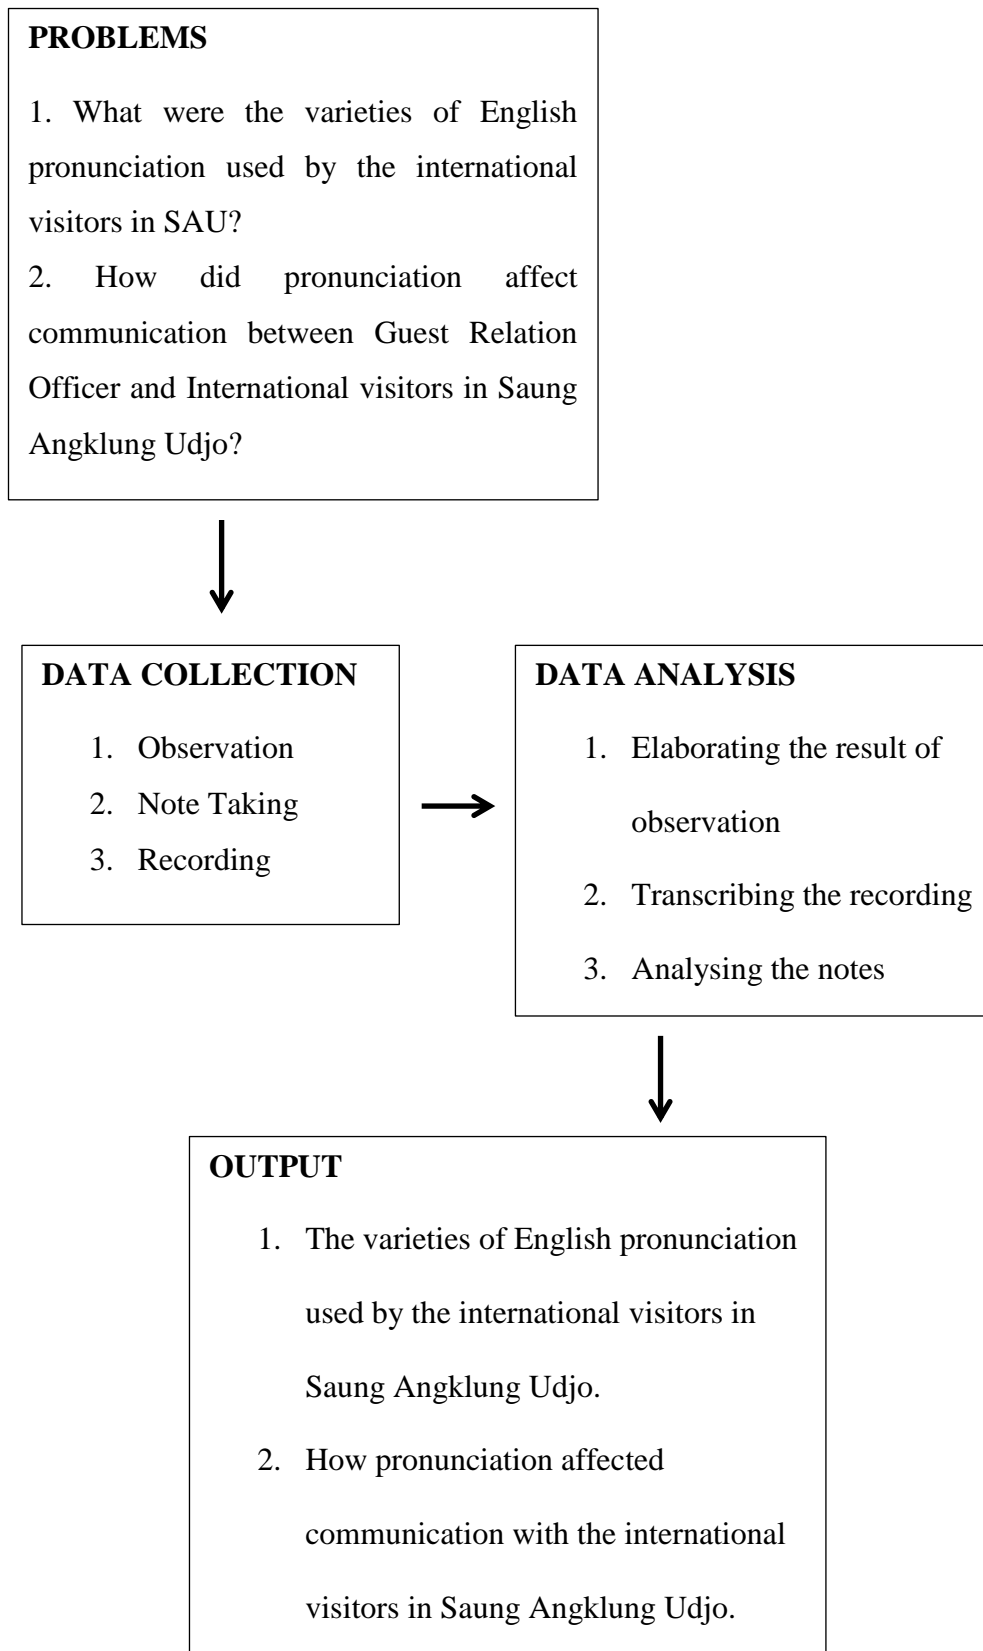 PROBLEMS
1. What were the varieties of English
pronunciation used by the international
visitors in SAU?
2. How did pronunciation affect
communication between Guest Relation
Officer and International visitors in Saung
Angklung Udjo?
DATA COLLECTION
1. Observation
2. Note Taking
3. Recording
DATA ANALYSIS
1. Elaborating the result of
observation
2. Transcribing the recording
3. Analysing the notes
OUTPUT
1. The varieties of English pronunciation
used by the international visitors in
Saung Angklung Udjo.
2. How pronunciation affected
communication with the international
visitors in Saung Angklung Udjo.